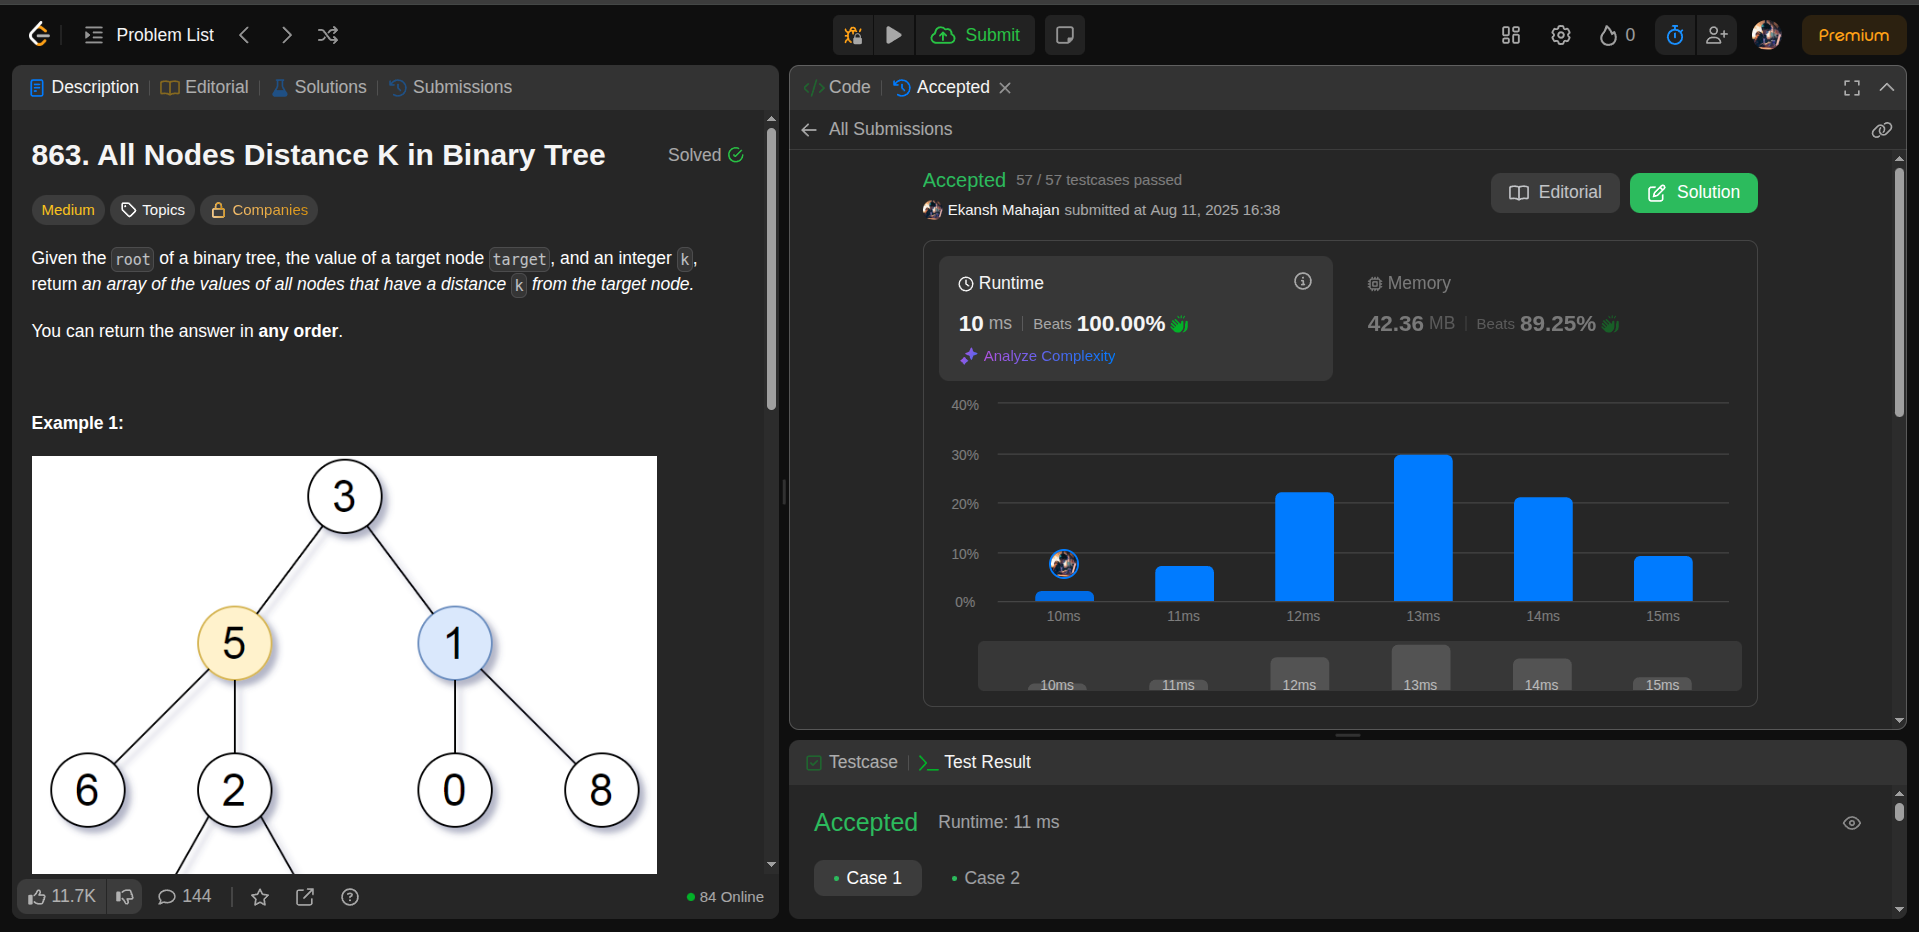 Problem List
Submit
0
Premium
Description
Editorial
Solutions
Submissions
863. All Nodes Distance K in Binary Tree
Solved
Medium
Topics
Companies
Given the root of a binary tree, the value of a target node target, and an integer k,
return an array of the values of all nodes that have a distance k from the target node.
You can return the answer in any order.
Example 1:
3
5
1
6
2
0
8
11.7K
144
84 Online
</> Code
Accepted
All Submissions
Accepted 57 / 57 testcases passed
Ekansh Mahajan submitted at Aug 11, 2025 16:38
Editorial
Solution
Runtime
10 ms
Beats 100.00%
Analyze Complexity
Memory
42.36 MB
Beats 89.25%
40%
30%
20%
10%
0%
10ms
11ms
12ms
13ms
14ms
15ms
10ms
11ms
12ms
13ms
14ms
15ms
Testcase
Test Result
Accepted
Runtime: 11 ms
Case 1
Case 2